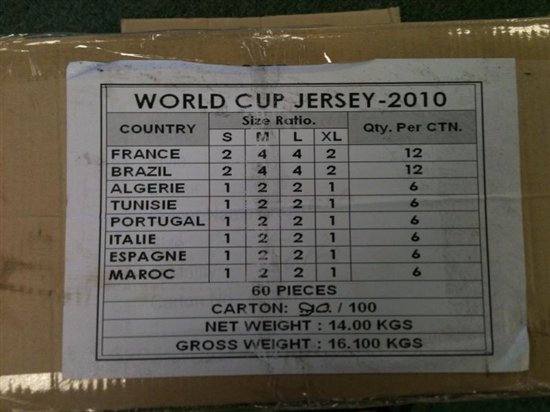 WORLD CUP JERSEY-2010
COUNTRY Size Ratio. Qty. Per CTN.
S M L XL
FRANCE 2 4 4 2 12
BRAZIL 2 4 4 2 12
ALGERIE 1 2 2 1 6
TUNISIE 1 2 2 1 6
PORTUGAL 1 2 2 1 6
ITALIE 1 2 2 1 6
ESPAGNE 1 2 2 1 6
MAROC 1 2 2 1 6
60 PIECES
CARTON: / 100
NET WEIGHT : 14.00 KGS
GROSS WEIGHT : 16.100 KGS